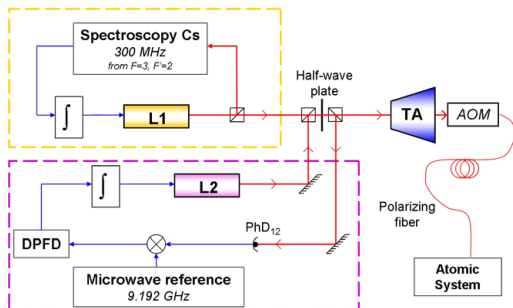 Spectroscopy Cs
300 MHz
from F=3, F'=2
∫
L1
Half-wave
plate
TA
AOM
∫
L2
Polarizing
fiber
DPFD
PhD12
Microwave reference
9.192 GHz
Atomic
System